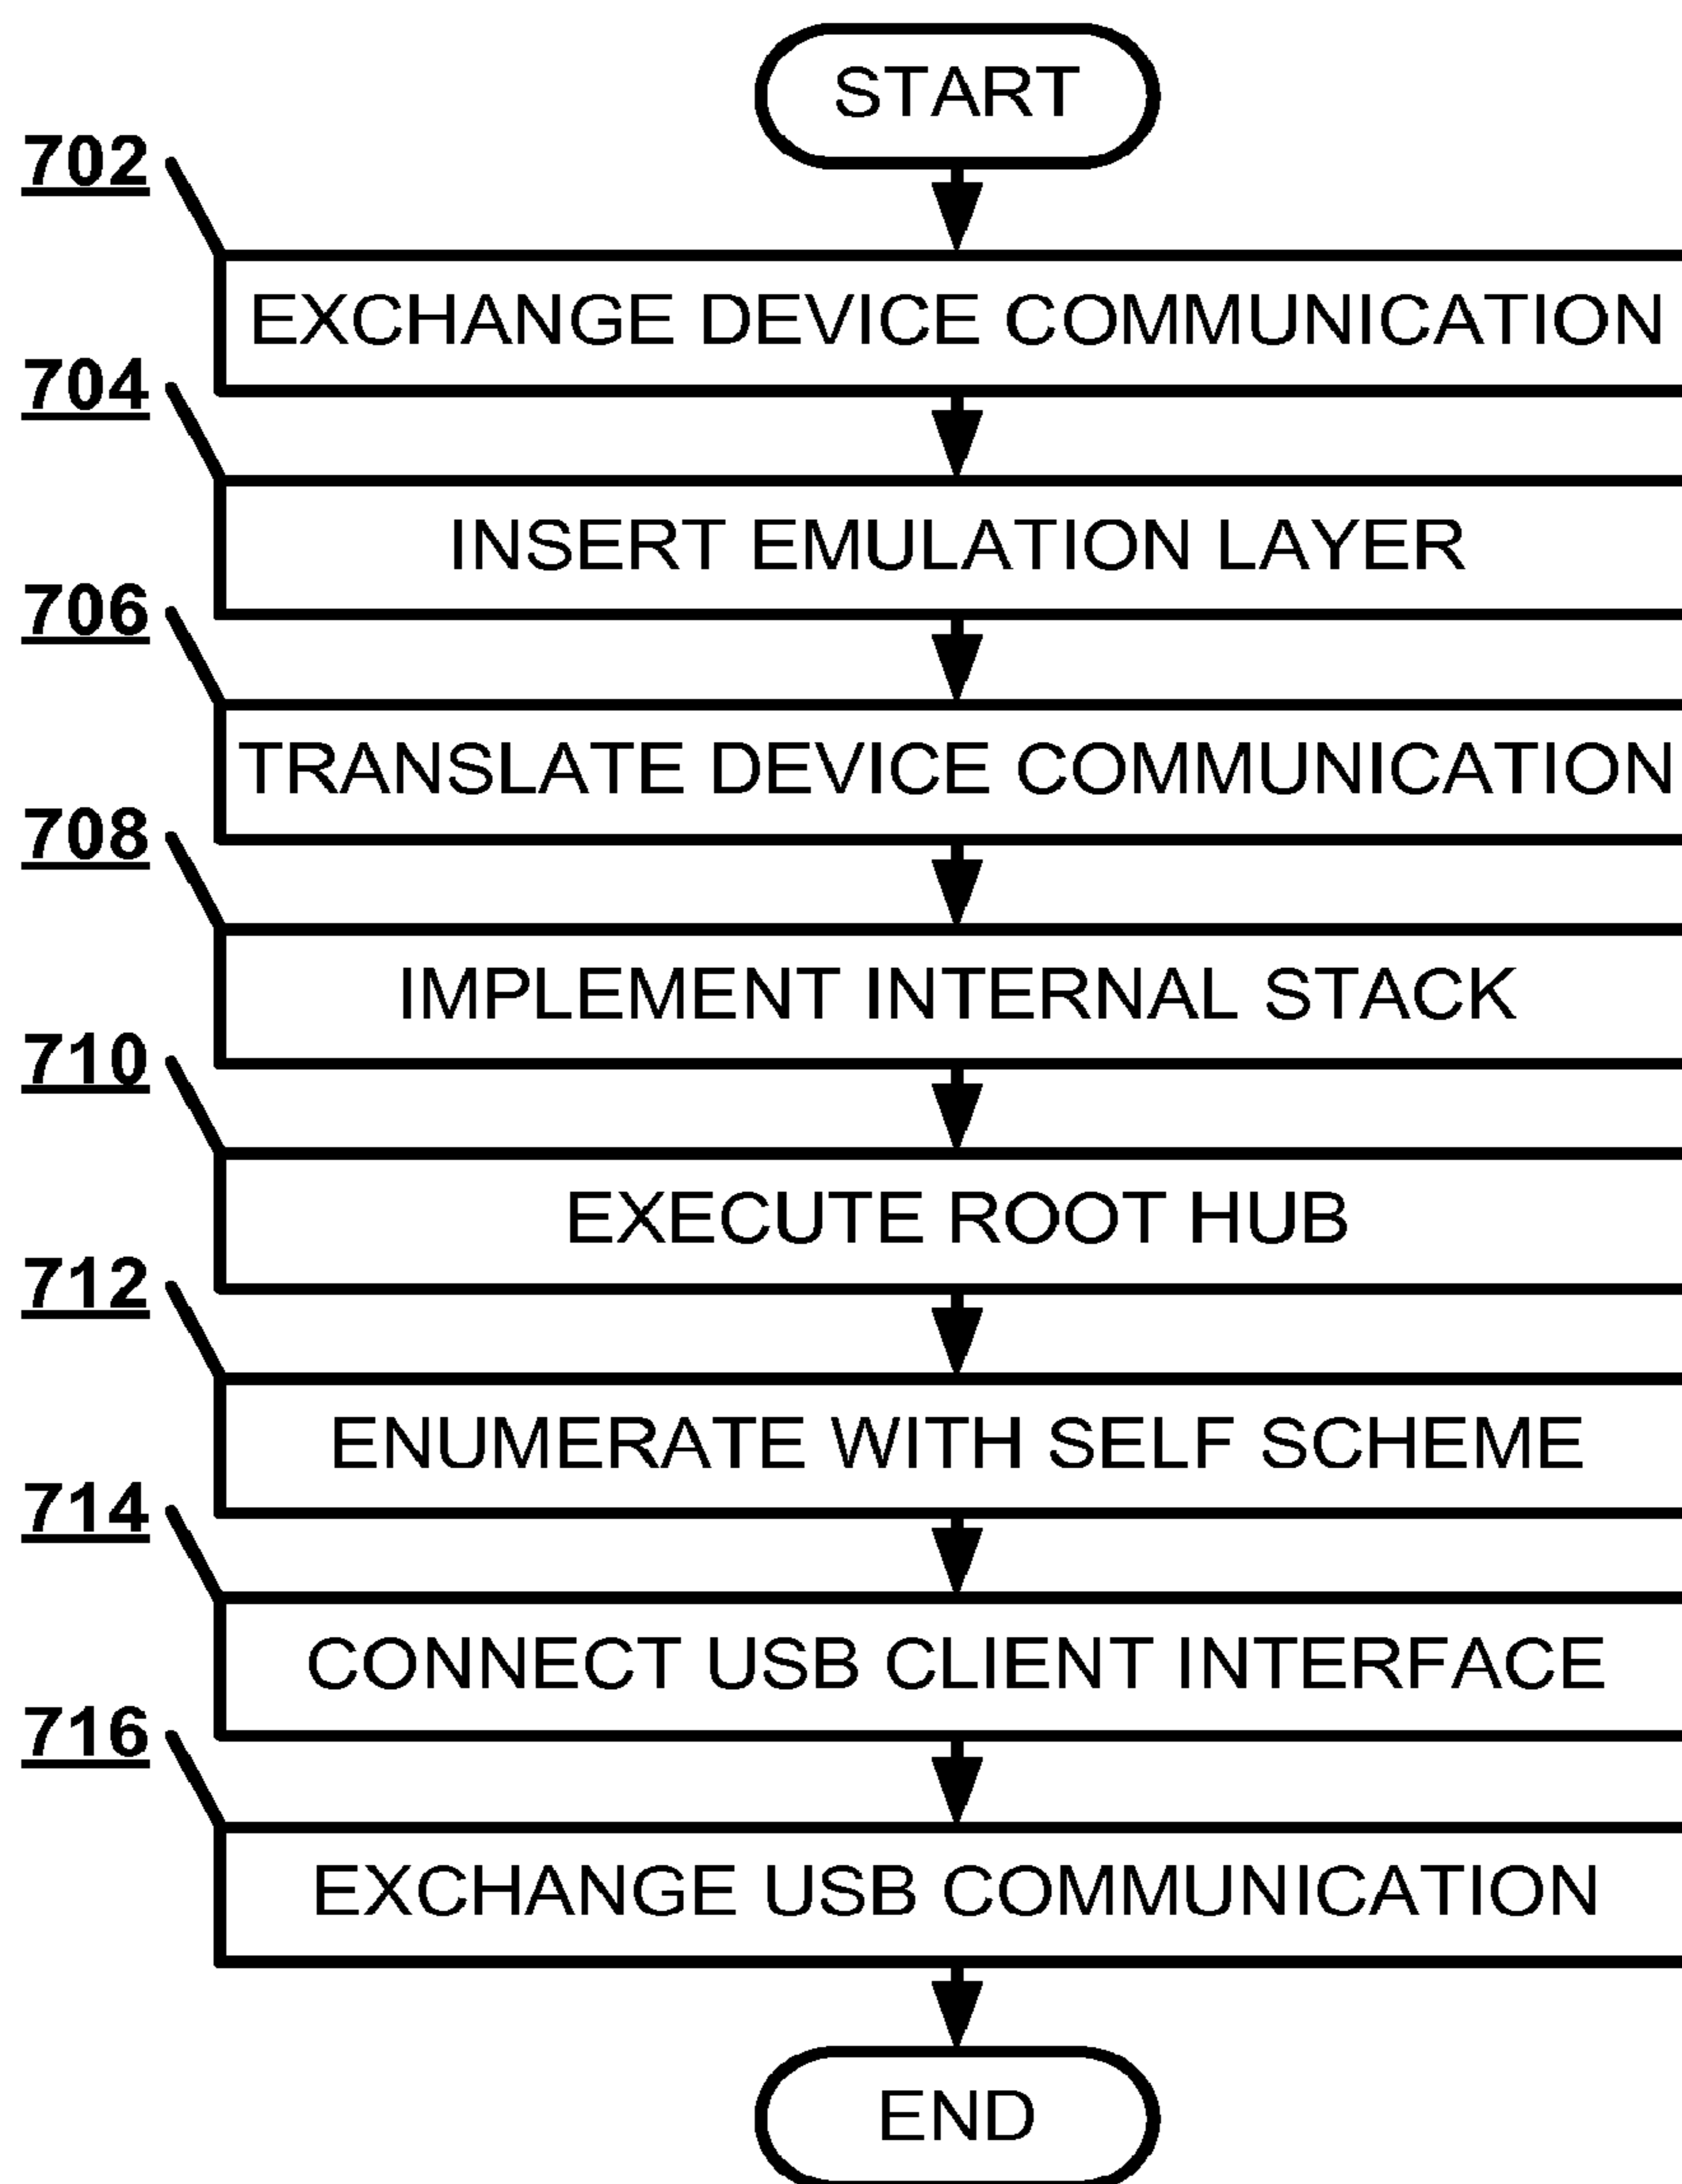 START
702
EXCHANGE DEVICE COMMUNICATION
704
INSERT EMULATION LAYER
706
TRANSLATE DEVICE COMMUNICATION
708
IMPLEMENT INTERNAL STACK
710
EXECUTE ROOT HUB
712
ENUMERATE WITH SELF SCHEME
714
CONNECT USB CLIENT INTERFACE
716
EXCHANGE USB COMMUNICATION
END